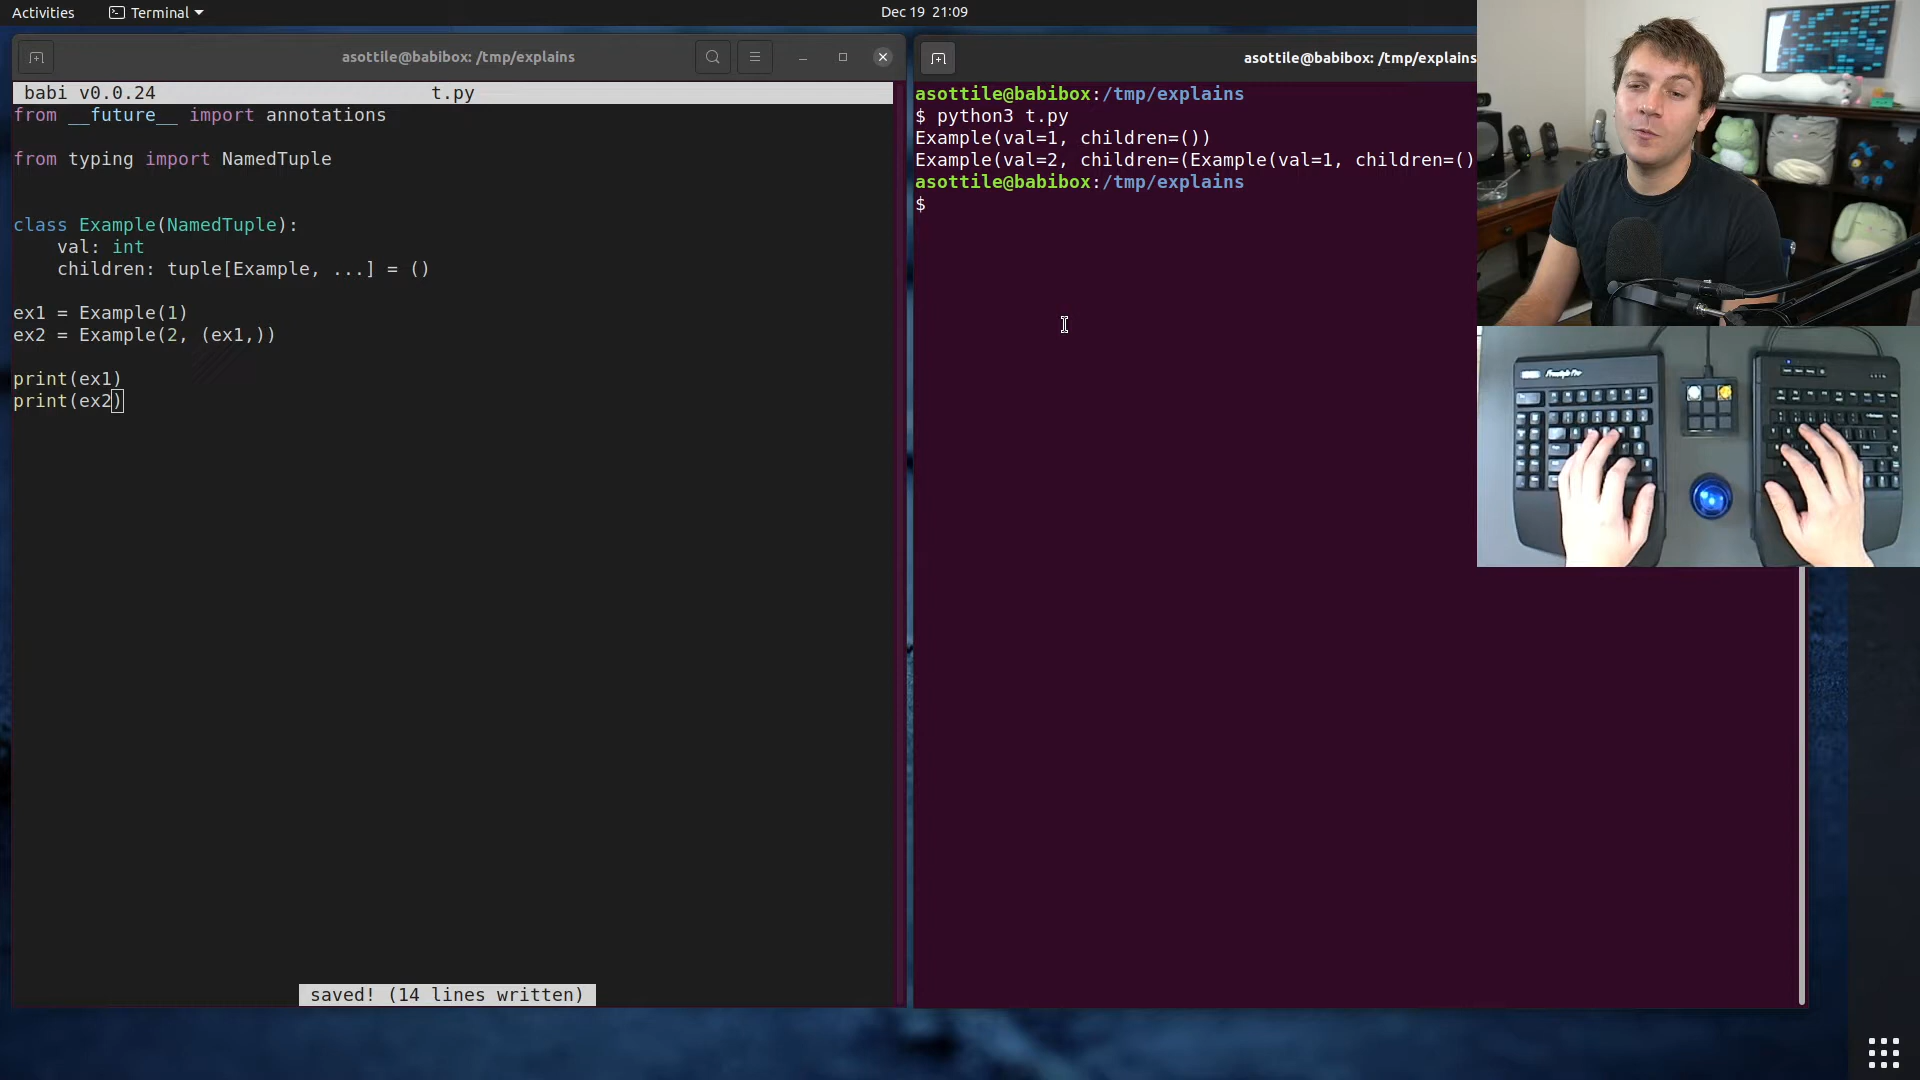 Activities
Terminal
Dec 19 21:09
asottile@babibox: /tmp/explains
babi v0.0.24 t.py
from __future__ import annotations
from typing import NamedTuple
class Example(NamedTuple):
    val: int
    children: tuple[Example, ...] = ()
ex1 = Example(1)
ex2 = Example(2, (ex1,))
print(ex1)
print(ex2)
saved! (14 lines written)
asottile@babibox: /tmp/explains
asottile@babibox:/tmp/explains
$ python3 t.py
Example(val=1, children=())
Example(val=2, children=(Example(val=1, children=()
asottile@babibox:/tmp/explains
$
Freestyle Pro